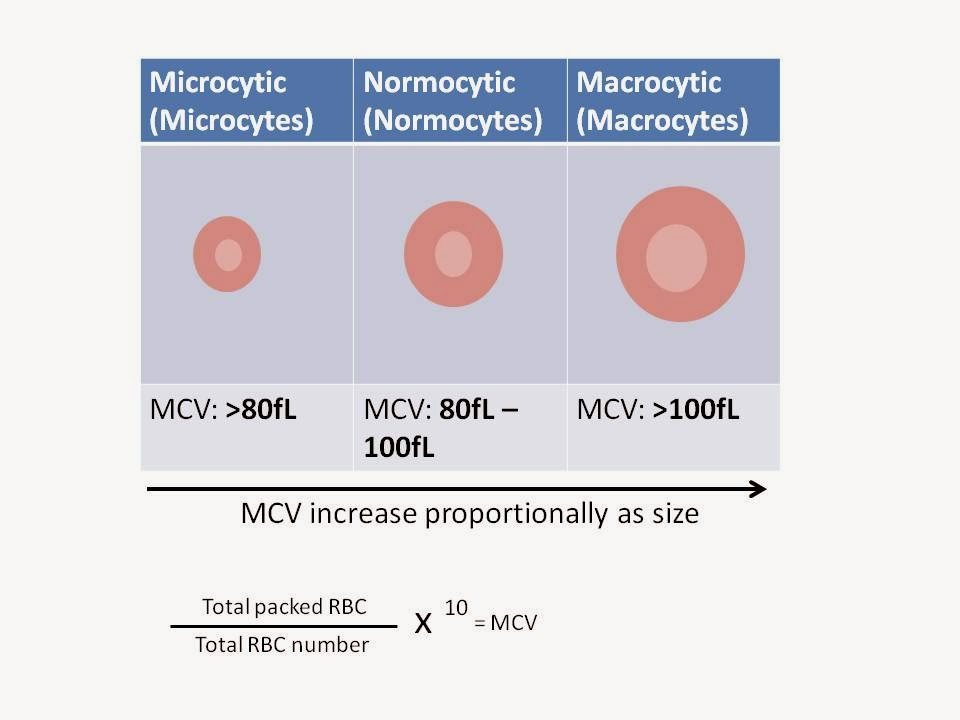 Microcytic
(Microcytes)
Normocytic
(Normocytes)
Macrocytic
(Macrocytes)
MCV: >80fL
MCV: 80fL –
100fL
MCV: >100fL
MCV increase proportionally as size
Total packed RBC
Total RBC number
X 10 = MCV